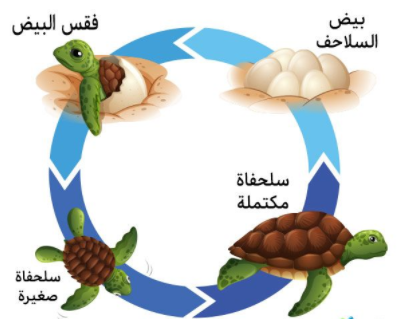 بيض
السلاحف
فقس البيض
سلحفاة
صغيرة
سلحفاة
مكتملة